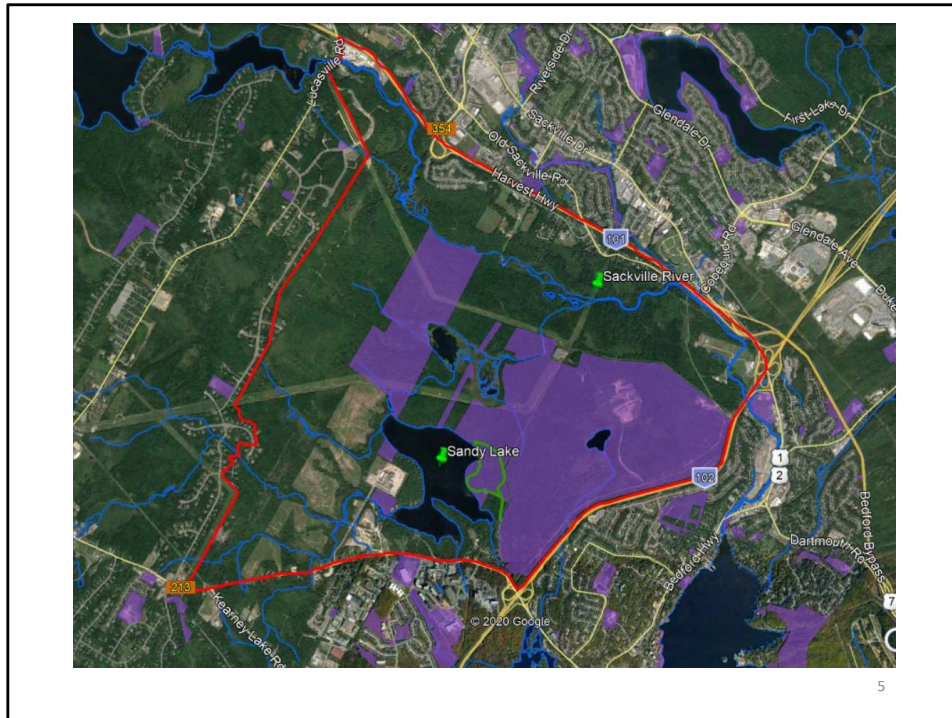 Lucasville Rd
Riverside Dr
354
Sackville Dr
Glendale Dr
First Lake Dr
Old Sackville Rd
Harvest Hwy
101
Cobequid Rd
Glendale Ave
Duke
Sackville River
Sandy Lake
102
1
2
Bedford Hwy
Dartmouth Rd
Bedford Bypass
7
213
Kearney Lake Rd
© 2020 Google
5